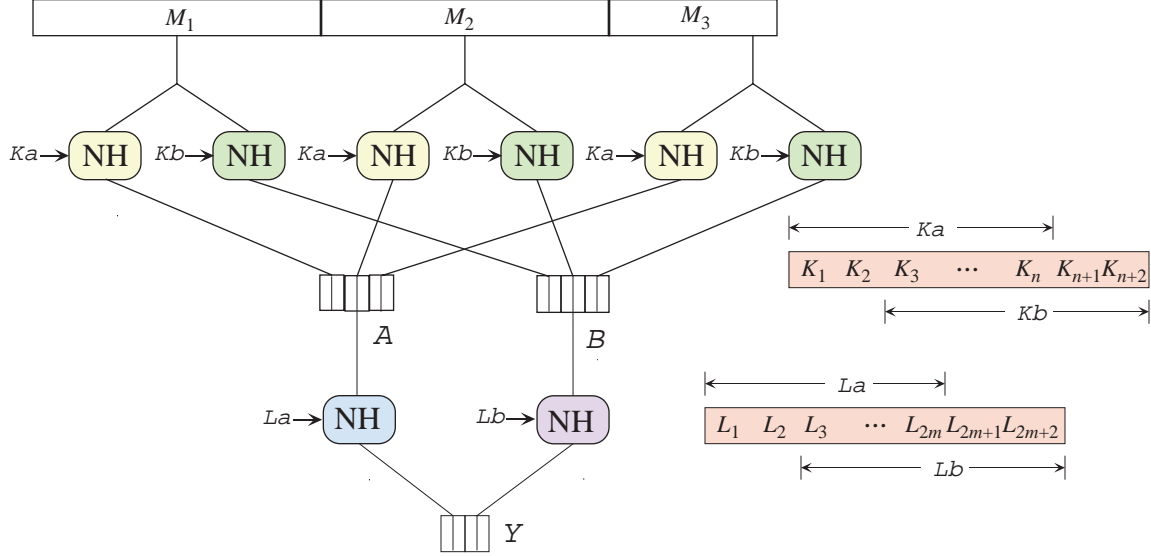 M₁ M₂ M₃
Ka NH Kb NH Ka NH Kb NH Ka NH Kb NH
Ka
K₁ K₂ K₃ ··· Kₙ Kₙ₊₁ Kₙ₊₂
Kb
A B
La
La NH Lb NH
L₁ L₂ L₃ ··· L₂ₘ L₂ₘ₊₁ L₂ₘ₊₂
Lb
Y